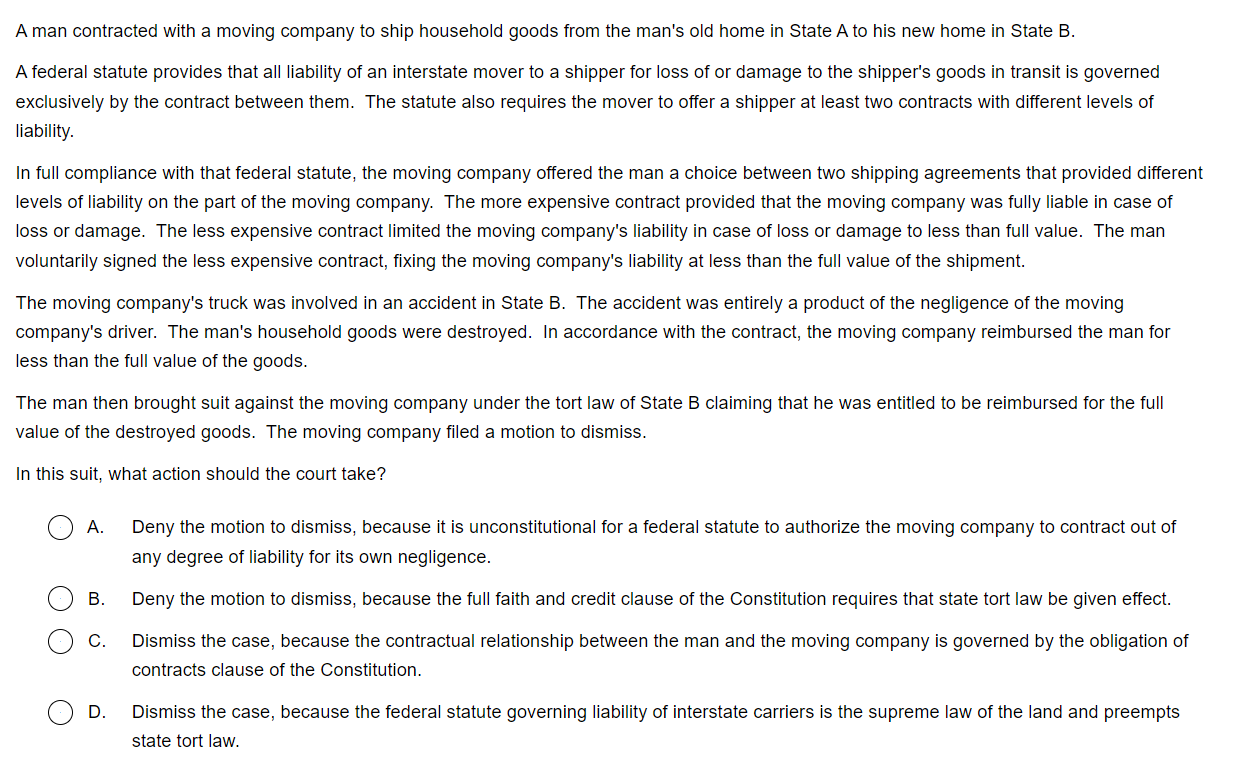 A man contracted with a moving company to ship household goods from the man's old home in State A to his new home in State B.
A federal statute provides that all liability of an interstate mover to a shipper for loss of or damage to the shipper's goods in transit is governed
exclusively by the contract between them.  The statute also requires the mover to offer a shipper at least two contracts with different levels of
liability.
In full compliance with that federal statute, the moving company offered the man a choice between two shipping agreements that provided different
levels of liability on the part of the moving company.  The more expensive contract provided that the moving company was fully liable in case of
loss or damage.  The less expensive contract limited the moving company's liability in case of loss or damage to less than full value.  The man
voluntarily signed the less expensive contract, fixing the moving company's liability at less than the full value of the shipment.
The moving company's truck was involved in an accident in State B.  The accident was entirely a product of the negligence of the moving
company's driver.  The man's household goods were destroyed.  In accordance with the contract, the moving company reimbursed the man for
less than the full value of the goods.
The man then brought suit against the moving company under the tort law of State B claiming that he was entitled to be reimbursed for the full
value of the destroyed goods.  The moving company filed a motion to dismiss.
In this suit, what action should the court take?
A. Deny the motion to dismiss, because it is unconstitutional for a federal statute to authorize the moving company to contract out of
any degree of liability for its own negligence.
B. Deny the motion to dismiss, because the full faith and credit clause of the Constitution requires that state tort law be given effect.
C. Dismiss the case, because the contractual relationship between the man and the moving company is governed by the obligation of
contracts clause of the Constitution.
D. Dismiss the case, because the federal statute governing liability of interstate carriers is the supreme law of the land and preempts
state tort law.